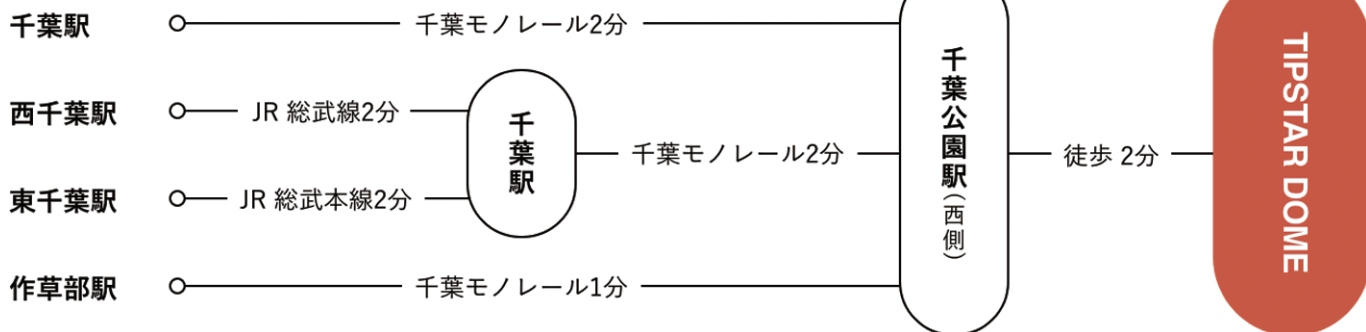 千葉駅
千葉モノレール2分
西千葉駅
JR 総武線2分
東千葉駅
JR 総武本線2分
千葉駅
千葉モノレール2分
作草部駅
千葉モノレール1分
千葉公園駅(西側)
徒歩 2分
TIPSTAR DOME